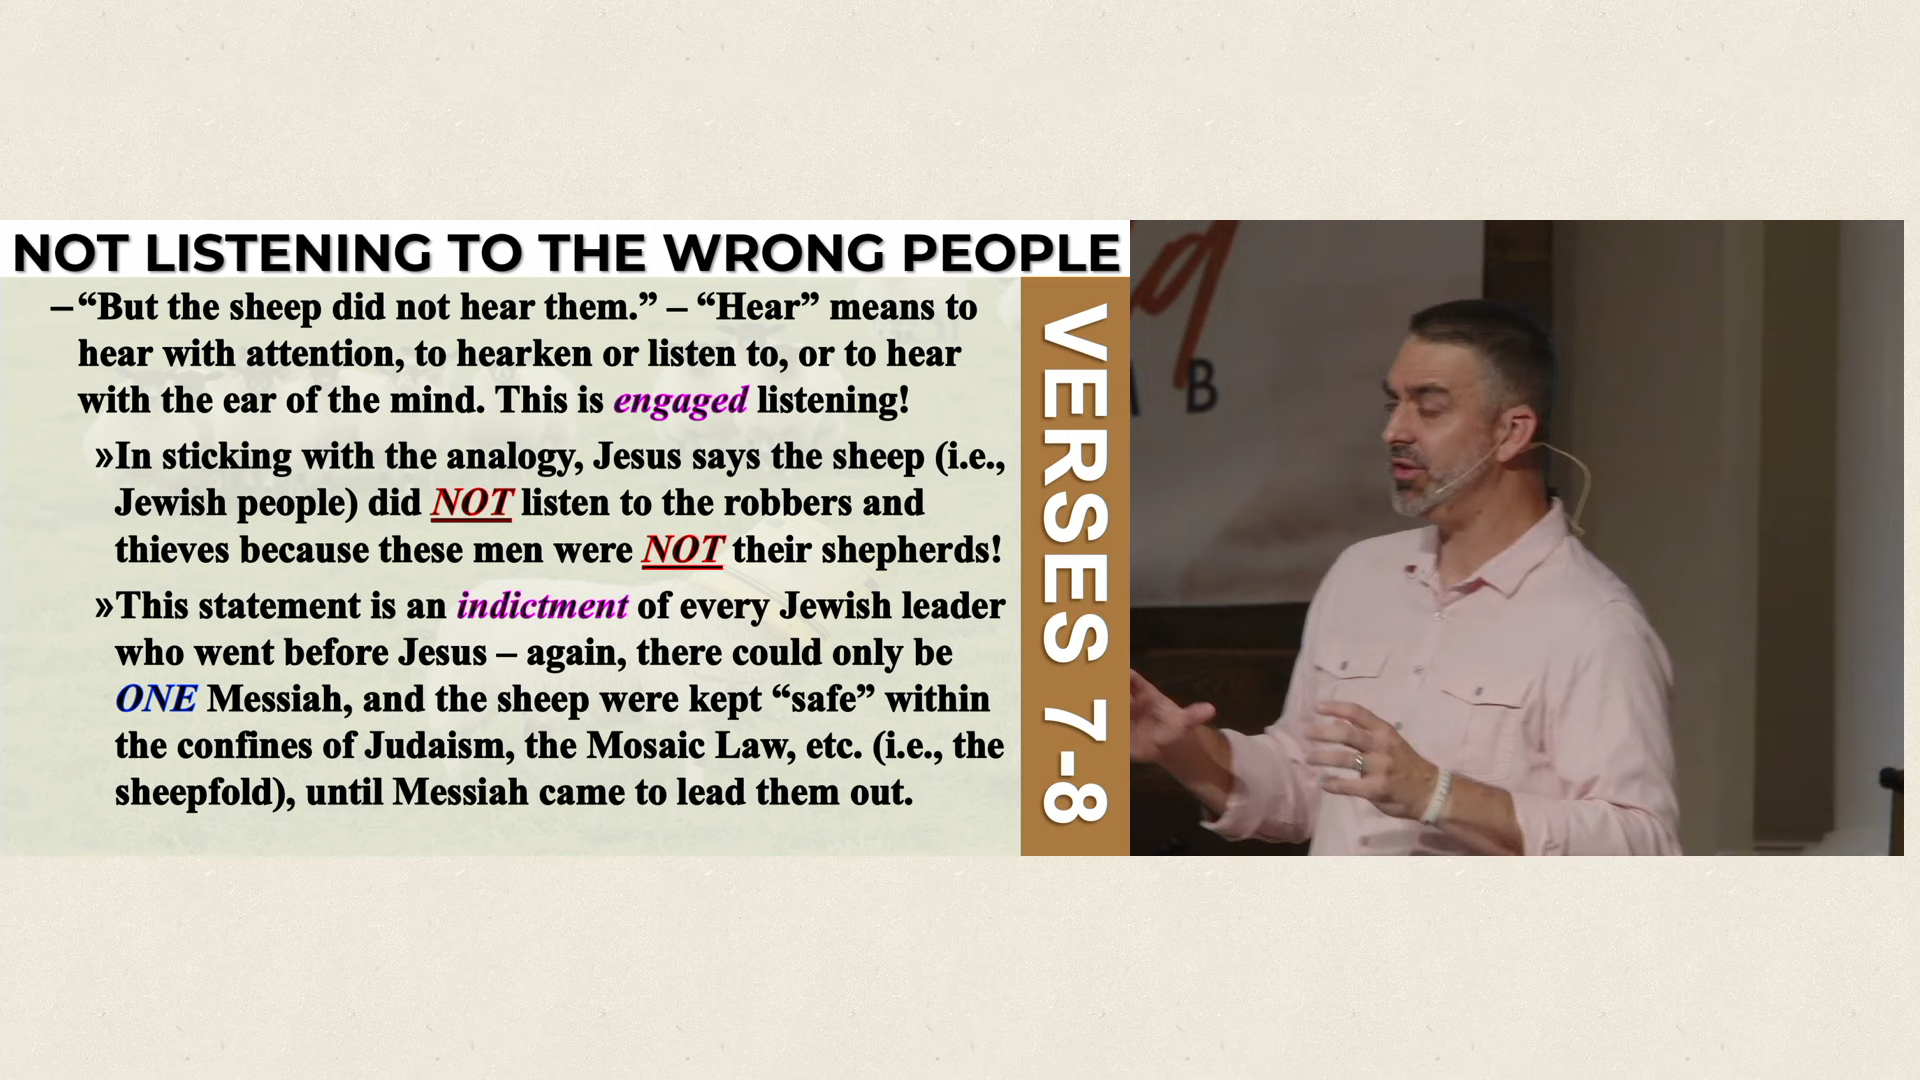 NOT LISTENING TO THE WRONG PEOPLE
–“But the sheep did not hear them.” – “Hear” means to
hear with attention, to hearken or listen to, or to hear
with the ear of the mind. This is engaged listening!
»In sticking with the analogy, Jesus says the sheep (i.e.,
Jewish people) did NOT listen to the robbers and
thieves because these men were NOT their shepherds!
»This statement is an indictment of every Jewish leader
who went before Jesus – again, there could only be
ONE Messiah, and the sheep were kept “safe” within
the confines of Judaism, the Mosaic Law, etc. (i.e., the
sheepfold), until Messiah came to lead them out.
VERSES 7-8
B